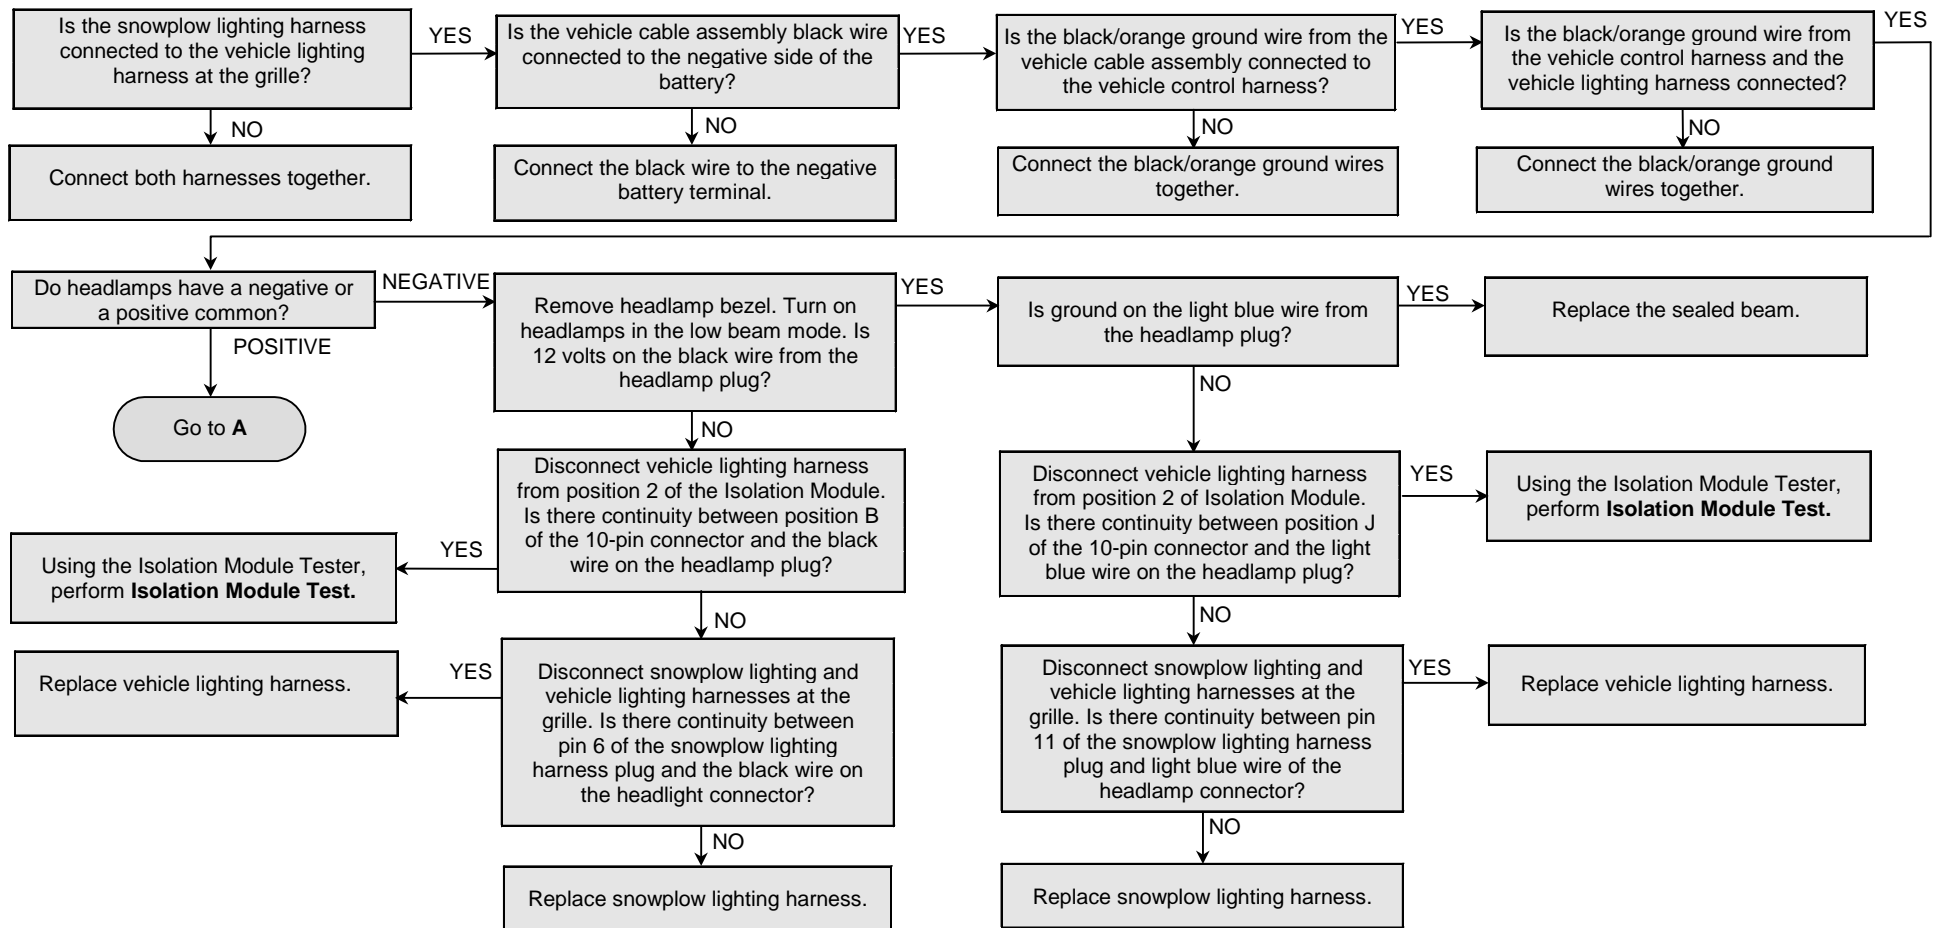 Is the snowplow lighting harness
connected to the vehicle lighting
harness at the grille?
YES
Is the vehicle cable assembly black wire
connected to the negative side of the
battery?
YES
Is the black/orange ground wire from the
vehicle cable assembly connected to
the vehicle control harness?
YES
Is the black/orange ground wire from
the vehicle control harness and the
vehicle lighting harness connected?
YES
NO
NO
NO
NO
Connect both harnesses together.
Connect the black wire to the negative
battery terminal.
Connect the black/orange ground wires
together.
Connect the black/orange ground
wires together.
Do headlamps have a negative or
a positive common?
NEGATIVE
POSITIVE
Go to A
Remove headlamp bezel. Turn on
headlamps in the low beam mode. Is
12 volts on the black wire from the
headlamp plug?
YES
Is ground on the light blue wire from
the headlamp plug?
YES
Replace the sealed beam.
NO
NO
Disconnect vehicle lighting harness
from position 2 of the Isolation Module.
Is there continuity between position B
of the 10-pin connector and the black
wire on the headlamp plug?
YES
Using the Isolation Module Tester,
perform Isolation Module Test.
NO
Disconnect vehicle lighting harness
from position 2 of Isolation Module.
Is there continuity between position J
of the 10-pin connector and the light
blue wire on the headlamp plug?
YES
Using the Isolation Module Tester,
perform Isolation Module Test.
NO
Replace vehicle lighting harness.
YES
Disconnect snowplow lighting and
vehicle lighting harnesses at the
grille. Is there continuity between
pin 6 of the snowplow lighting
harness plug and the black wire on
the headlight connector?
NO
Replace snowplow lighting harness.
Disconnect snowplow lighting and
vehicle lighting harnesses at the
grille. Is there continuity between pin
11 of the snowplow lighting harness
plug and light blue wire of the
headlamp connector?
YES
Replace vehicle lighting harness.
NO
Replace snowplow lighting harness.